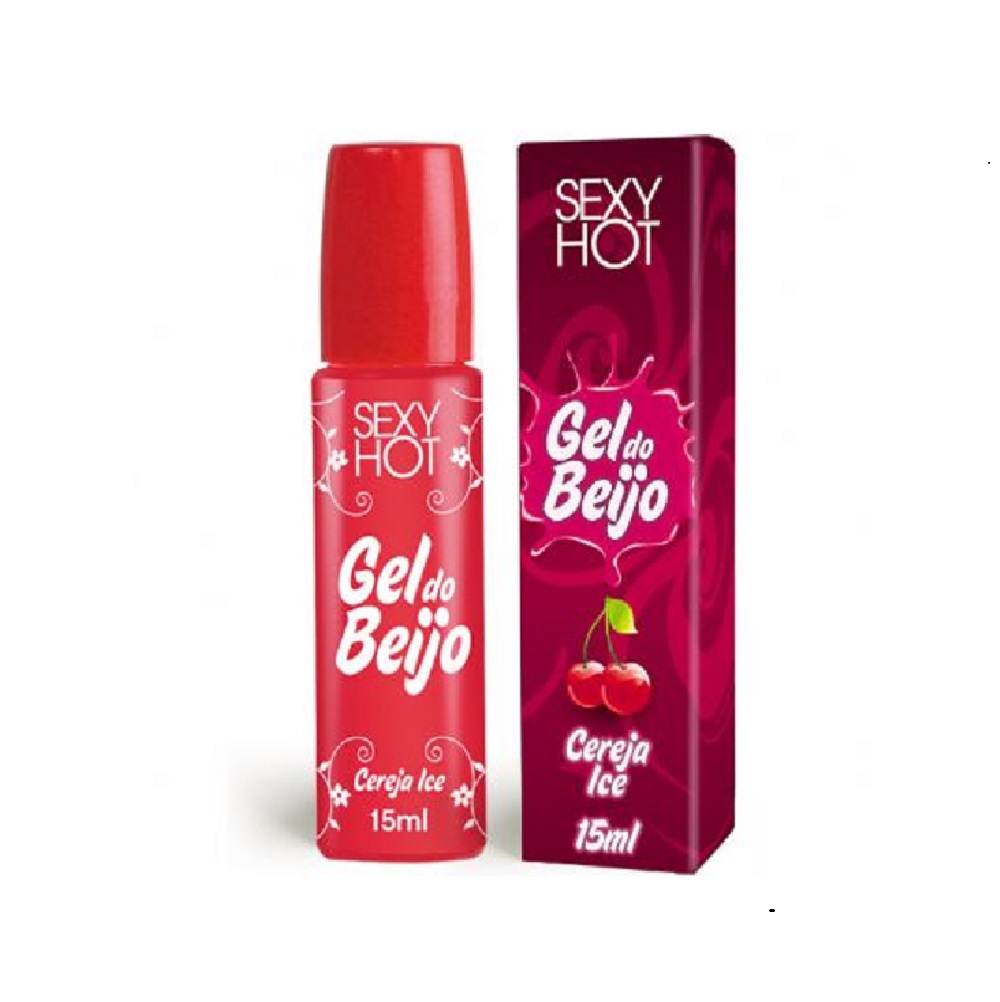 SEXY
HOT
Gel do
Beijo
Cereja Ice
15ml
SEXY
HOT
Gel do
Beijo
Cereja
Ice
15ml